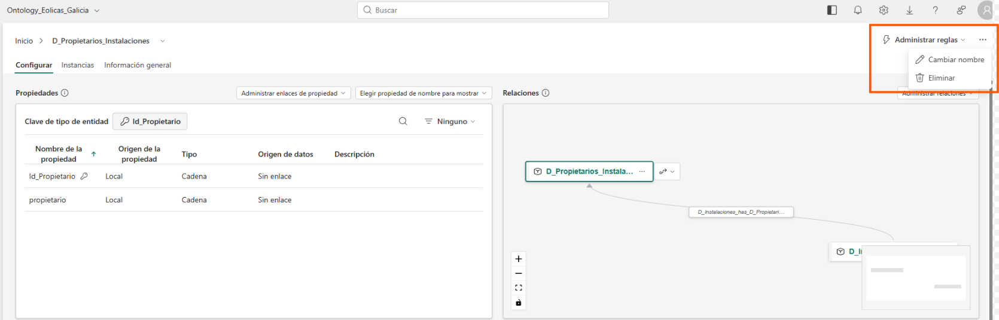 Ontology_Eolicas_Galicia
Buscar
Inicio > D_Propietarios_Instalaciones
Administrar reglas
Cambiar nombre
Eliminar
Configurar Instancias Información general
Propiedades
Administrar enlaces de propiedad
Elegir propiedad de nombre para mostrar
Relaciones
Administrar relaciones
Clave de tipo de entidad
Id_Propietario
Ninguno
Nombre de la propiedad
Origen de la propiedad
Tipo
Origen de datos
Descripción
Id_Propietario Local Cadena Sin enlace
propietario Local Cadena Sin enlace
D_Propietarios_Instala...
D_Instalaciones_has_D_Propietari...